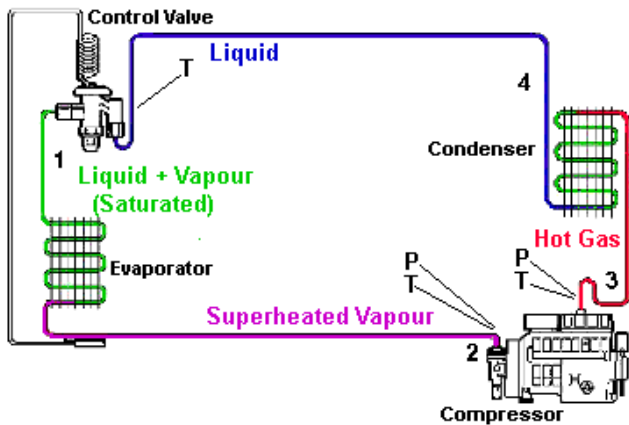 Control Valve
Liquid
T
4
1
Condenser
Liquid + Vapour
(Saturated)
Hot Gas
Evaporator
P
T
P
T
3
Superheated Vapour
2
H
Compressor